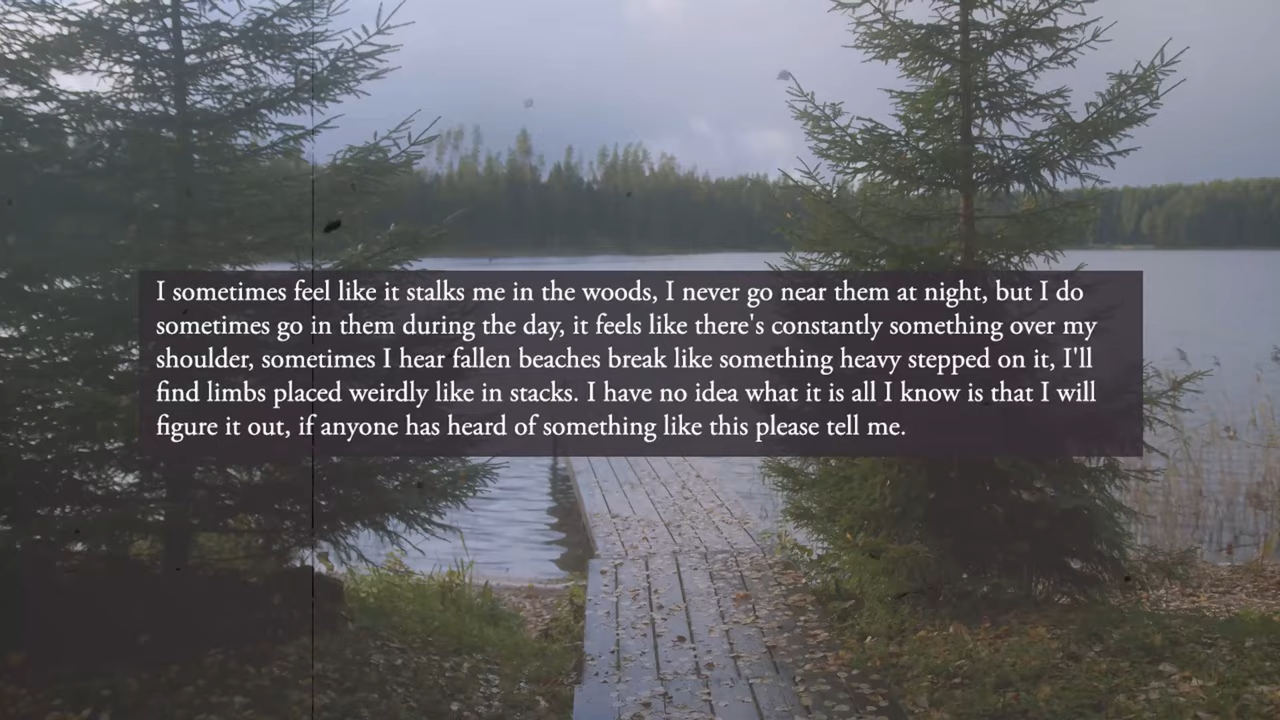 I sometimes feel like it stalks me in the woods, I never go near them at night, but I do
sometimes go in them during the day, it feels like there's constantly something over my
shoulder, sometimes I hear fallen beaches break like something heavy stepped on it, I'll
find limbs placed weirdly like in stacks. I have no idea what it is all I know is that I will
figure it out, if anyone has heard of something like this please tell me.